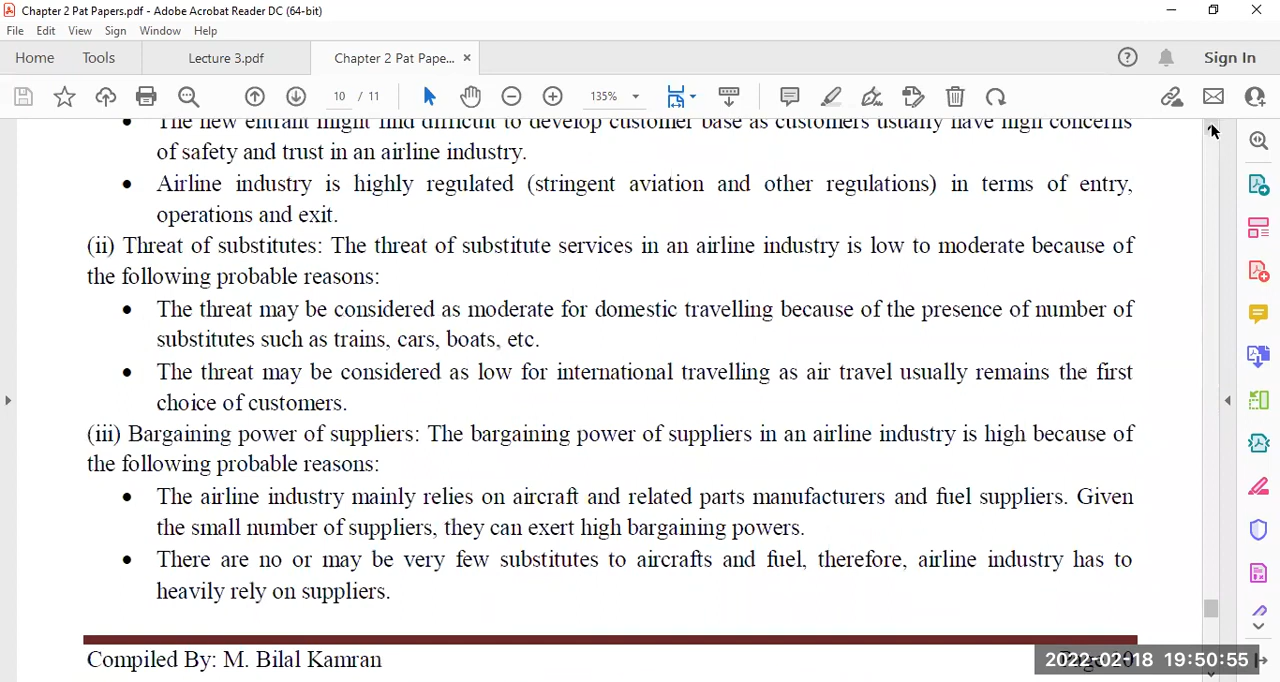 Chapter 2 Pat Papers.pdf - Adobe Acrobat Reader DC (64-bit)
File Edit View Sign Window Help
Home Tools Lecture 3.pdf Chapter 2 Pat Pape... × Sign In
10 / 11 135%
The new entrant might find difficult to develop customer base as customers usually have high concerns
of safety and trust in an airline industry.
• Airline industry is highly regulated (stringent aviation and other regulations) in terms of entry,
operations and exit.
(ii) Threat of substitutes: The threat of substitute services in an airline industry is low to moderate because of
the following probable reasons:
• The threat may be considered as moderate for domestic travelling because of the presence of number of
substitutes such as trains, cars, boats, etc.
• The threat may be considered as low for international travelling as air travel usually remains the first
choice of customers.
(iii) Bargaining power of suppliers: The bargaining power of suppliers in an airline industry is high because of
the following probable reasons:
• The airline industry mainly relies on aircraft and related parts manufacturers and fuel suppliers. Given
the small number of suppliers, they can exert high bargaining powers.
• There are no or may be very few substitutes to aircrafts and fuel, therefore, airline industry has to
heavily rely on suppliers.
Compiled By: M. Bilal Kamran
2022-02-18 19:50:55